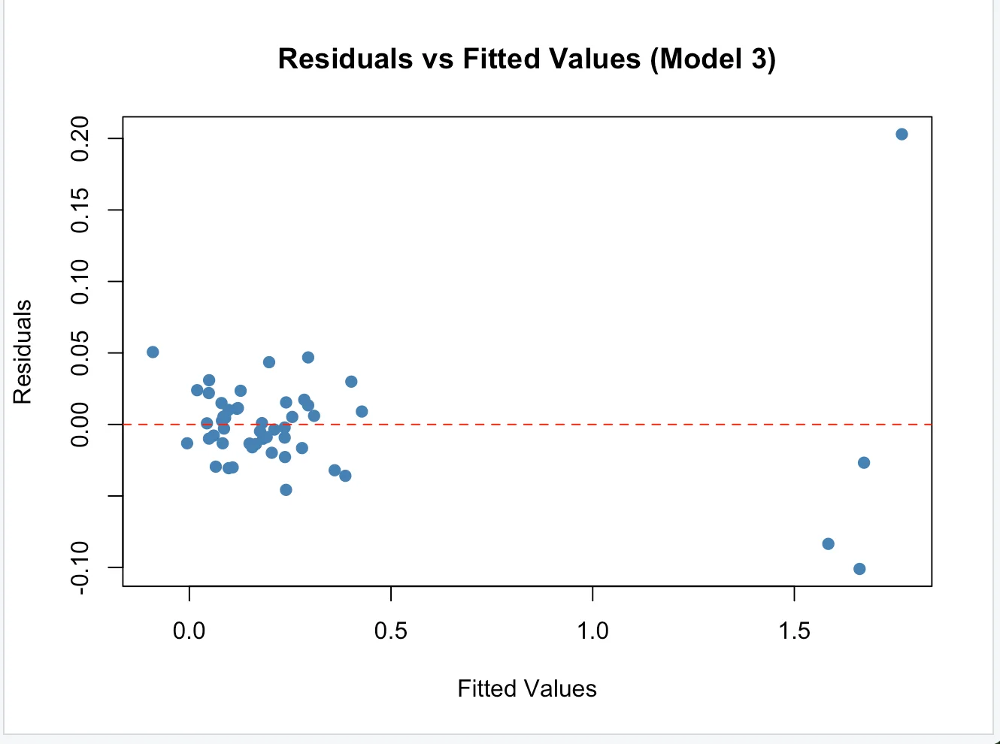 Residuals vs Fitted Values (Model 3)
0.20
0.15
0.10
0.05
0.00
-0.10
Residuals
0.0 0.5 1.0 1.5
Fitted Values